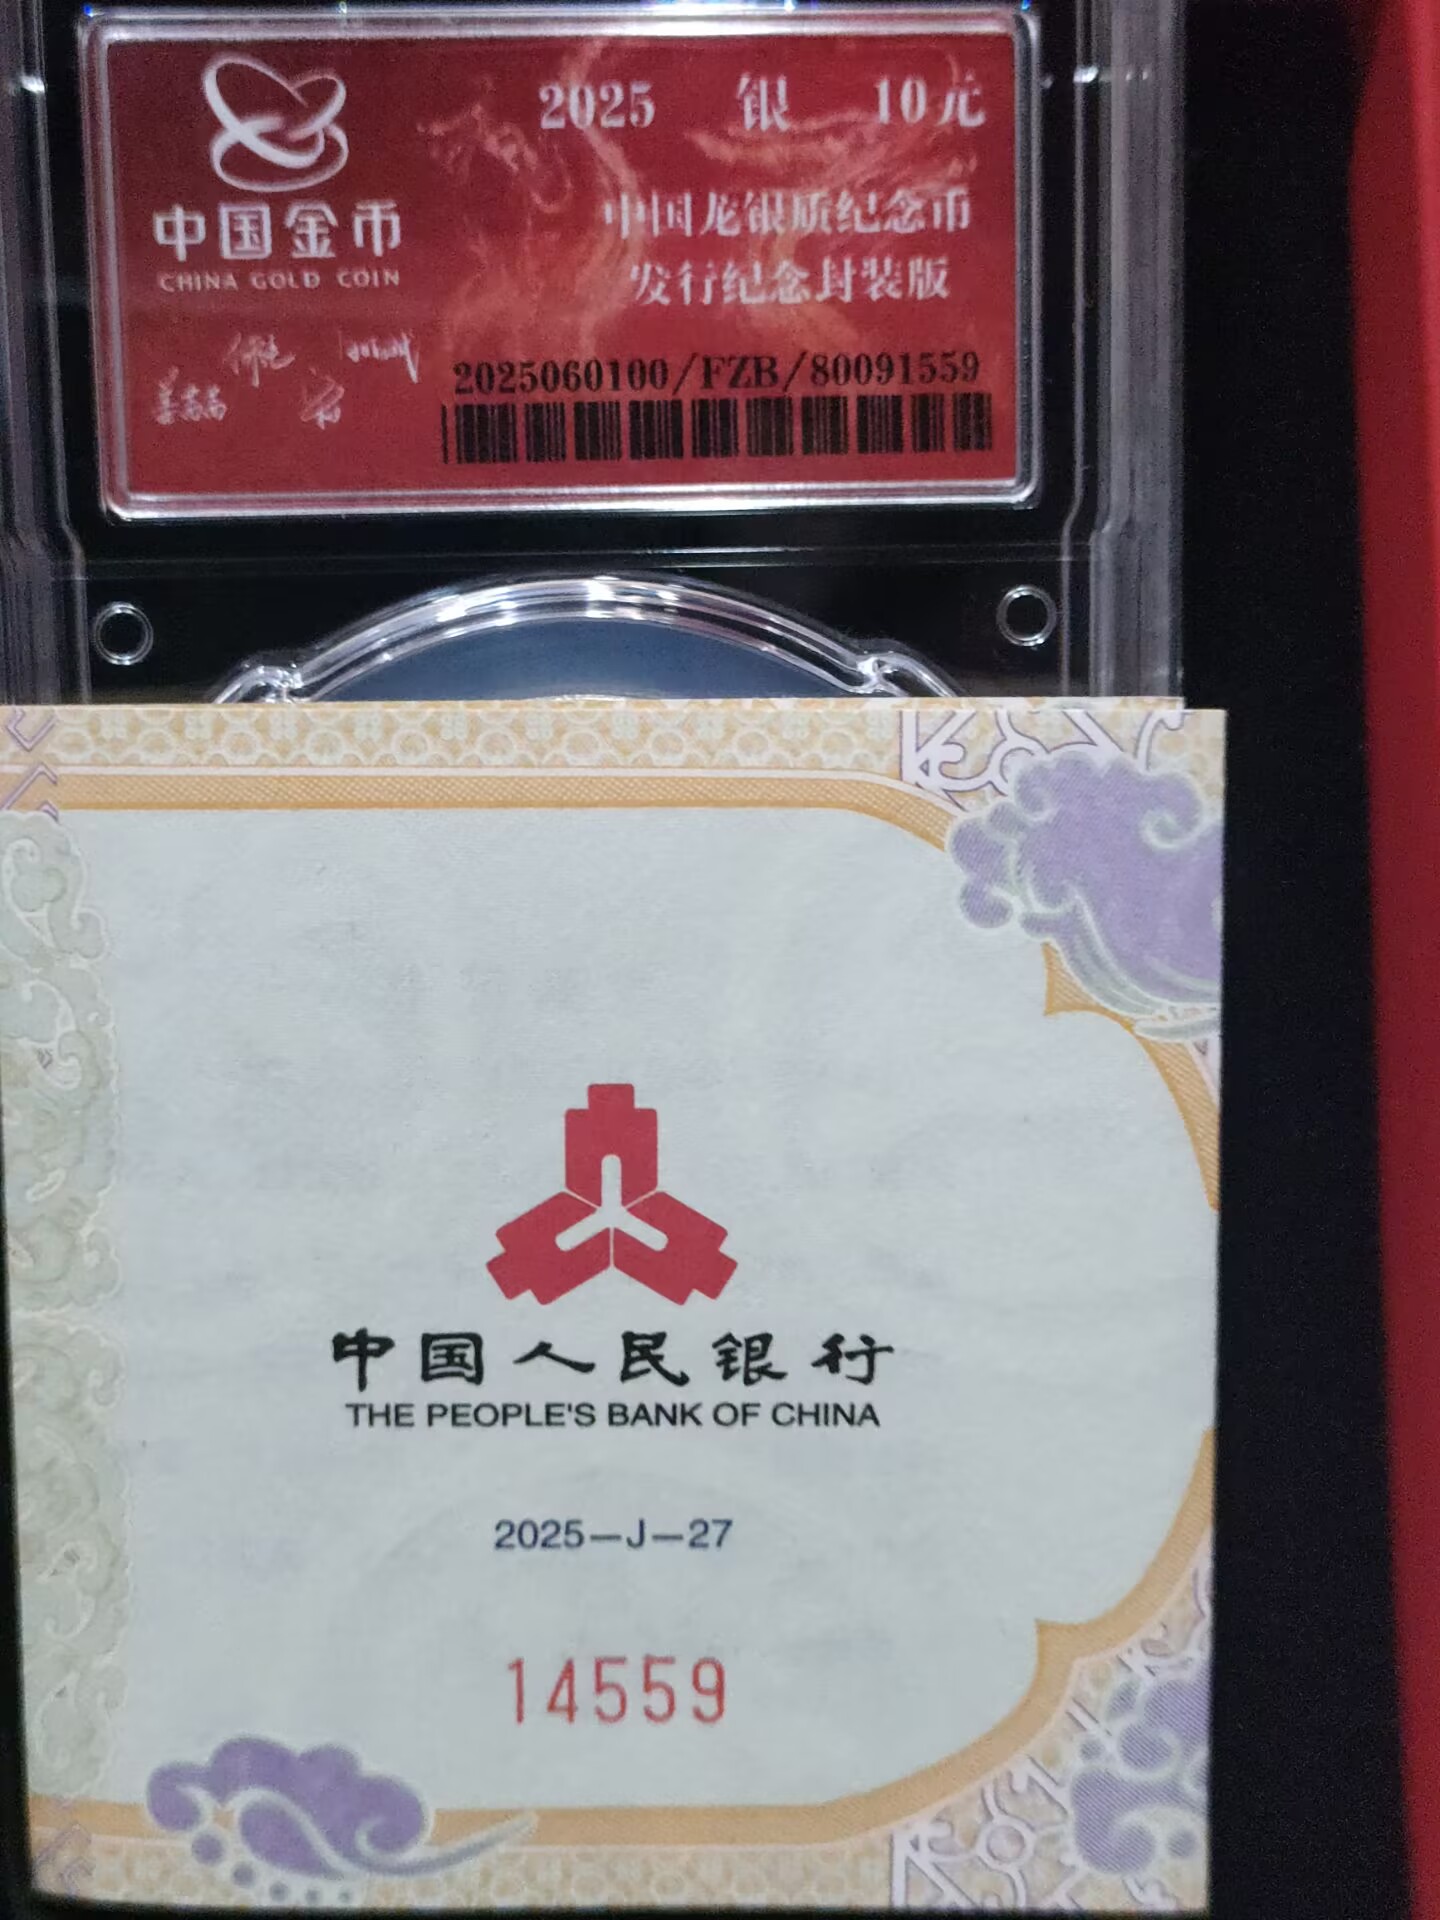 2025 银 10元
中国金币
CHINA GOLD COIN
中国龙银质纪念币
发行纪念封装版
2025060100/FZB/80091559
中国人民银行
THE PEOPLE'S BANK OF CHINA
2025—J—27
14559